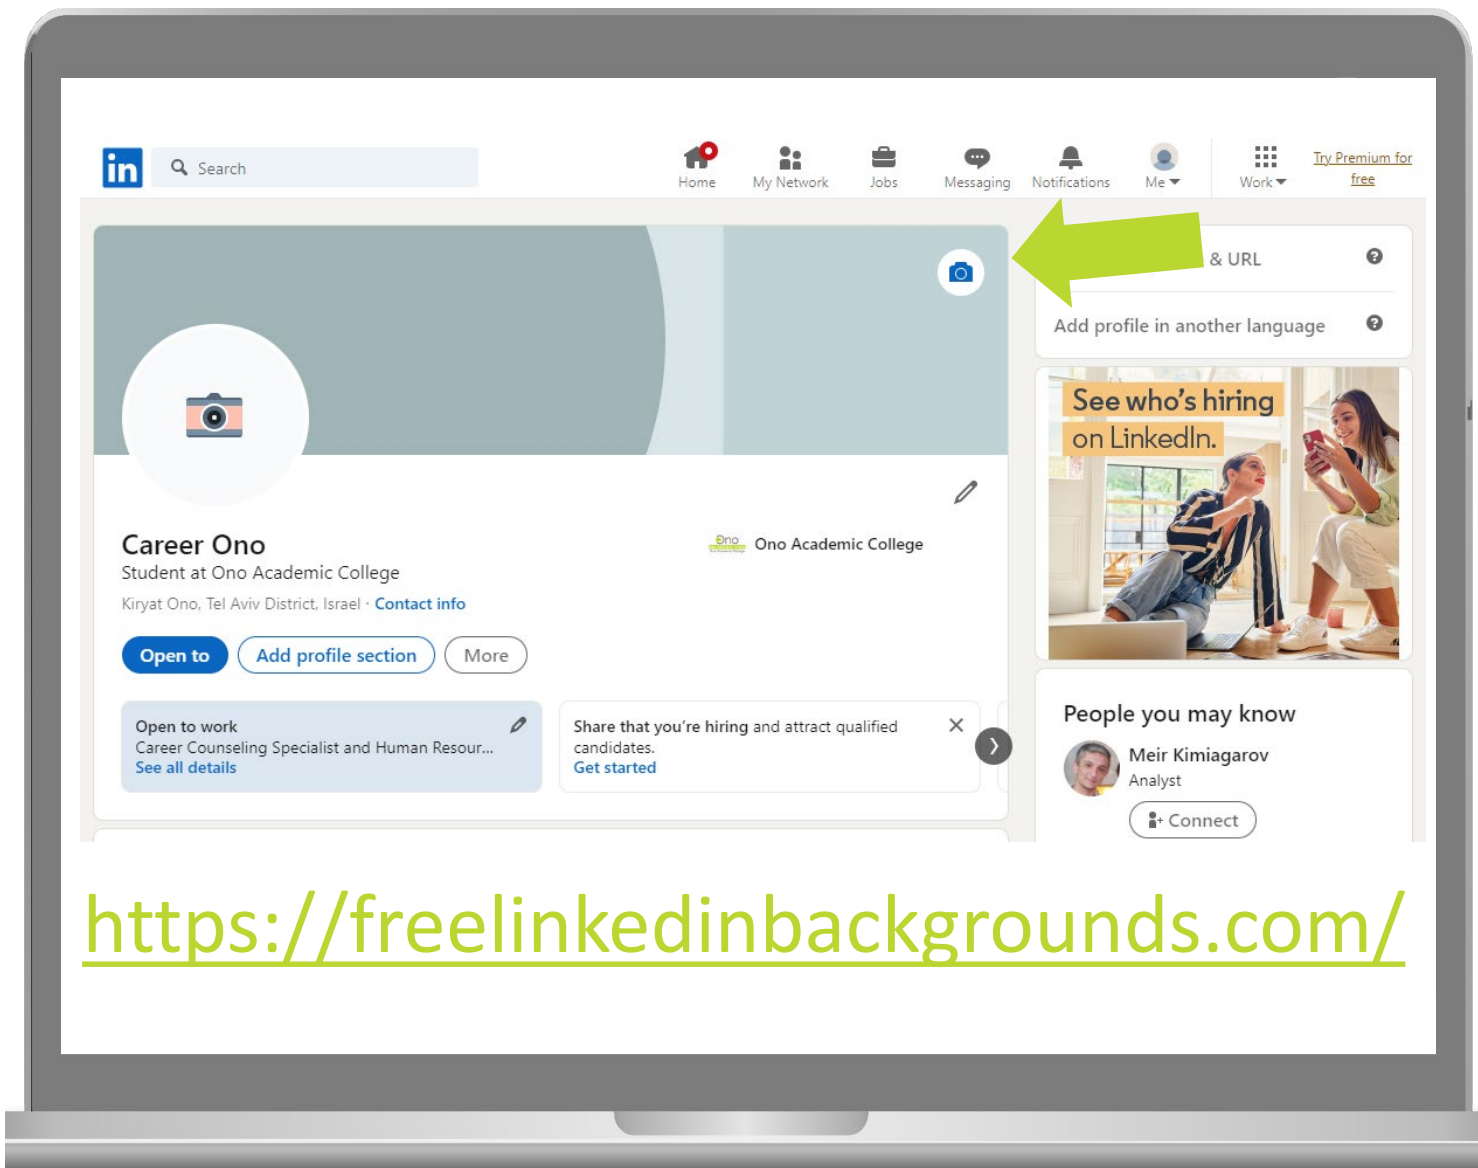 in
Search
Home
My Network
Jobs
Messaging
Notifications
Me
Work
Try Premium for
free
& URL
Add profile in another language
See who's hiring
on LinkedIn.
Career Ono
Student at Ono Academic College
Kiryat Ono, Tel Aviv District, Israel · Contact info
Ono
Ono Academic College
Open to
Add profile section
More
Open to work
Career Counseling Specialist and Human Resour...
See all details
Share that you're hiring and attract qualified
candidates.
Get started
People you may know
Meir Kimiagarov
Analyst
Connect
https://freelinkedinbackgrounds.com/